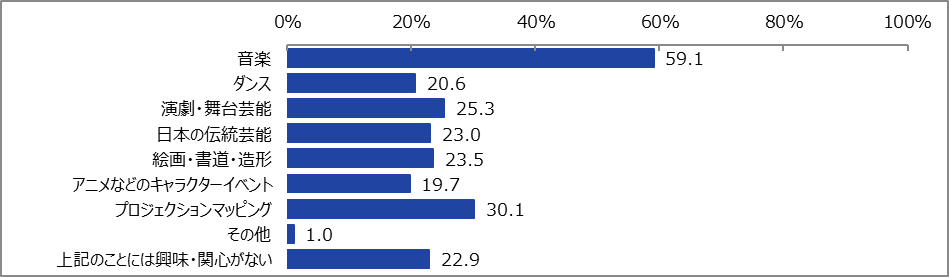 0% 20% 40% 60% 80% 100%
音楽 59.1
ダンス 20.6
演劇・舞台芸能 25.3
日本の伝統芸能 23.0
絵画・書道・造形 23.5
アニメなどのキャラクターイベント 19.7
プロジェクションマッピング 30.1
その他 1.0
上記のことには興味・関心がない 22.9